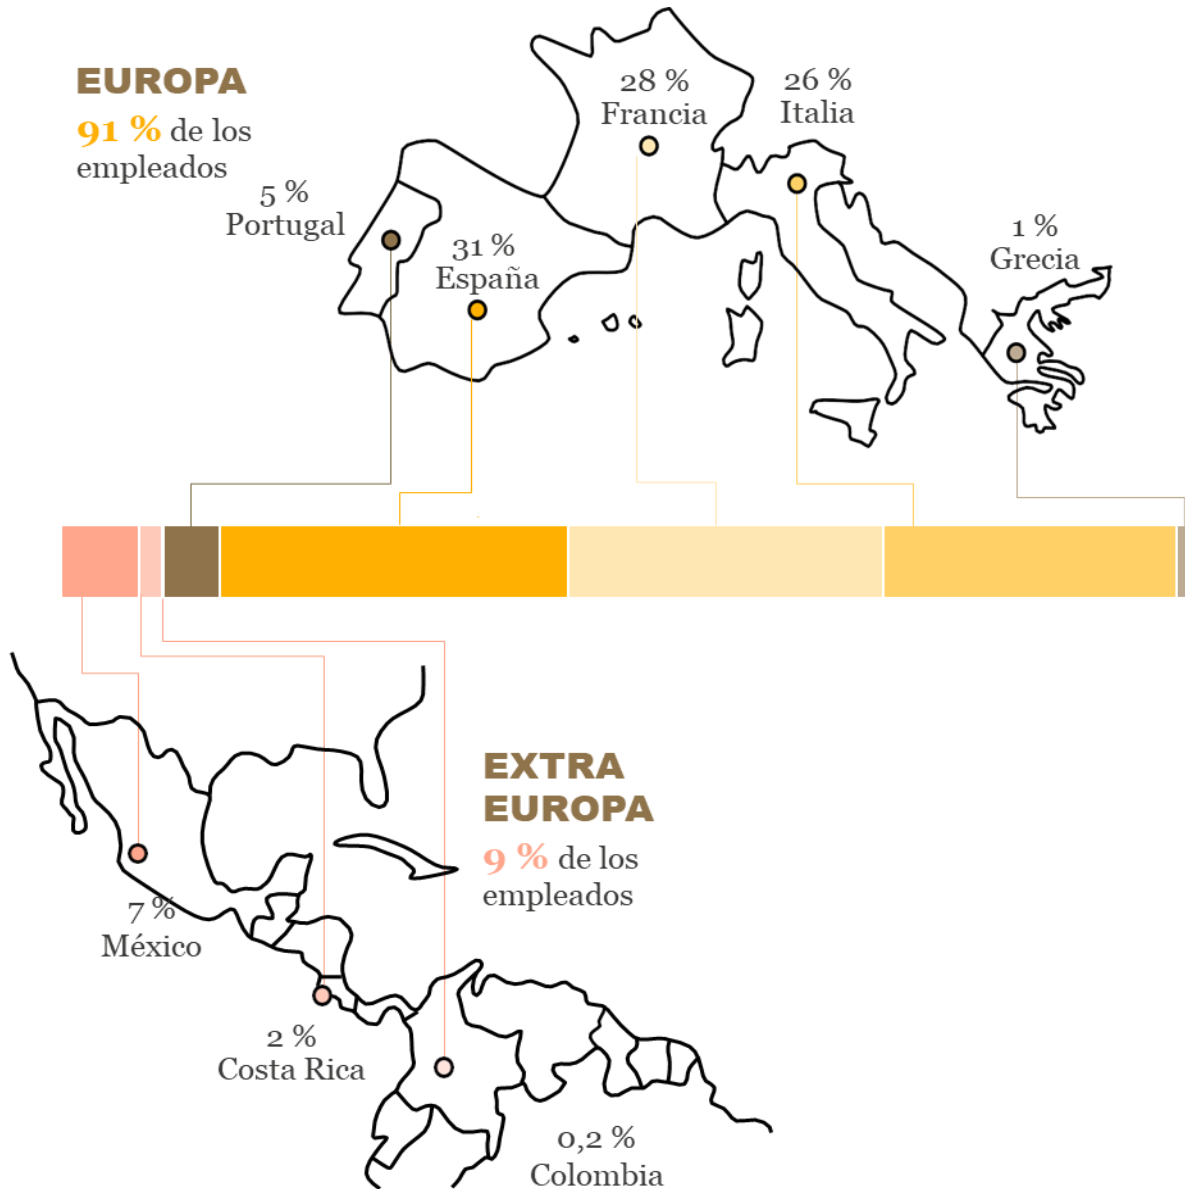 EUROPA
91 % de los
empleados
28 %
Francia
26 %
Italia
5 %
Portugal
31 %
España
1 %
Grecia
EXTRA
EUROPA
9 % de los
empleados
7 %
México
2 %
Costa Rica
0,2 %
Colombia